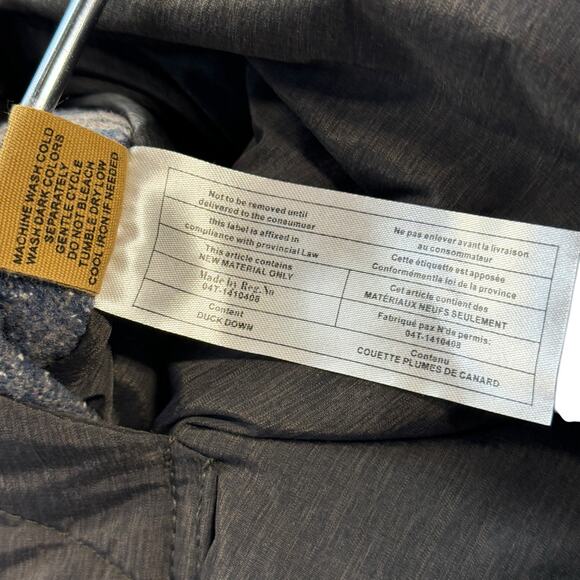 MACHINE WASH COLD
WASH DARK COLORS
SEPARATELY
GENTLE CYCLE
DO NOT BLEACH
TUMBLE DRY LOW
COOL IRON IF NEEDED
Not to be removed until
delivered to the consumuer
this label is affixed in
compliance with provincial Law
This article contains
NEW MATERIAL ONLY
Made by Reg.No
04T-1410408
Content
DUCK DOWN
Ne pas enlever avant la livraison
au consommateur
Cette étiquette est apposée
Conformémentla loi de la province
Cet article contient des
MATÉRIAUX NEUFS SEULEMENT
Fabriqué paz N°de permis:
04T-1410408
Contenu
COUETTE PLUMES DE CANARD